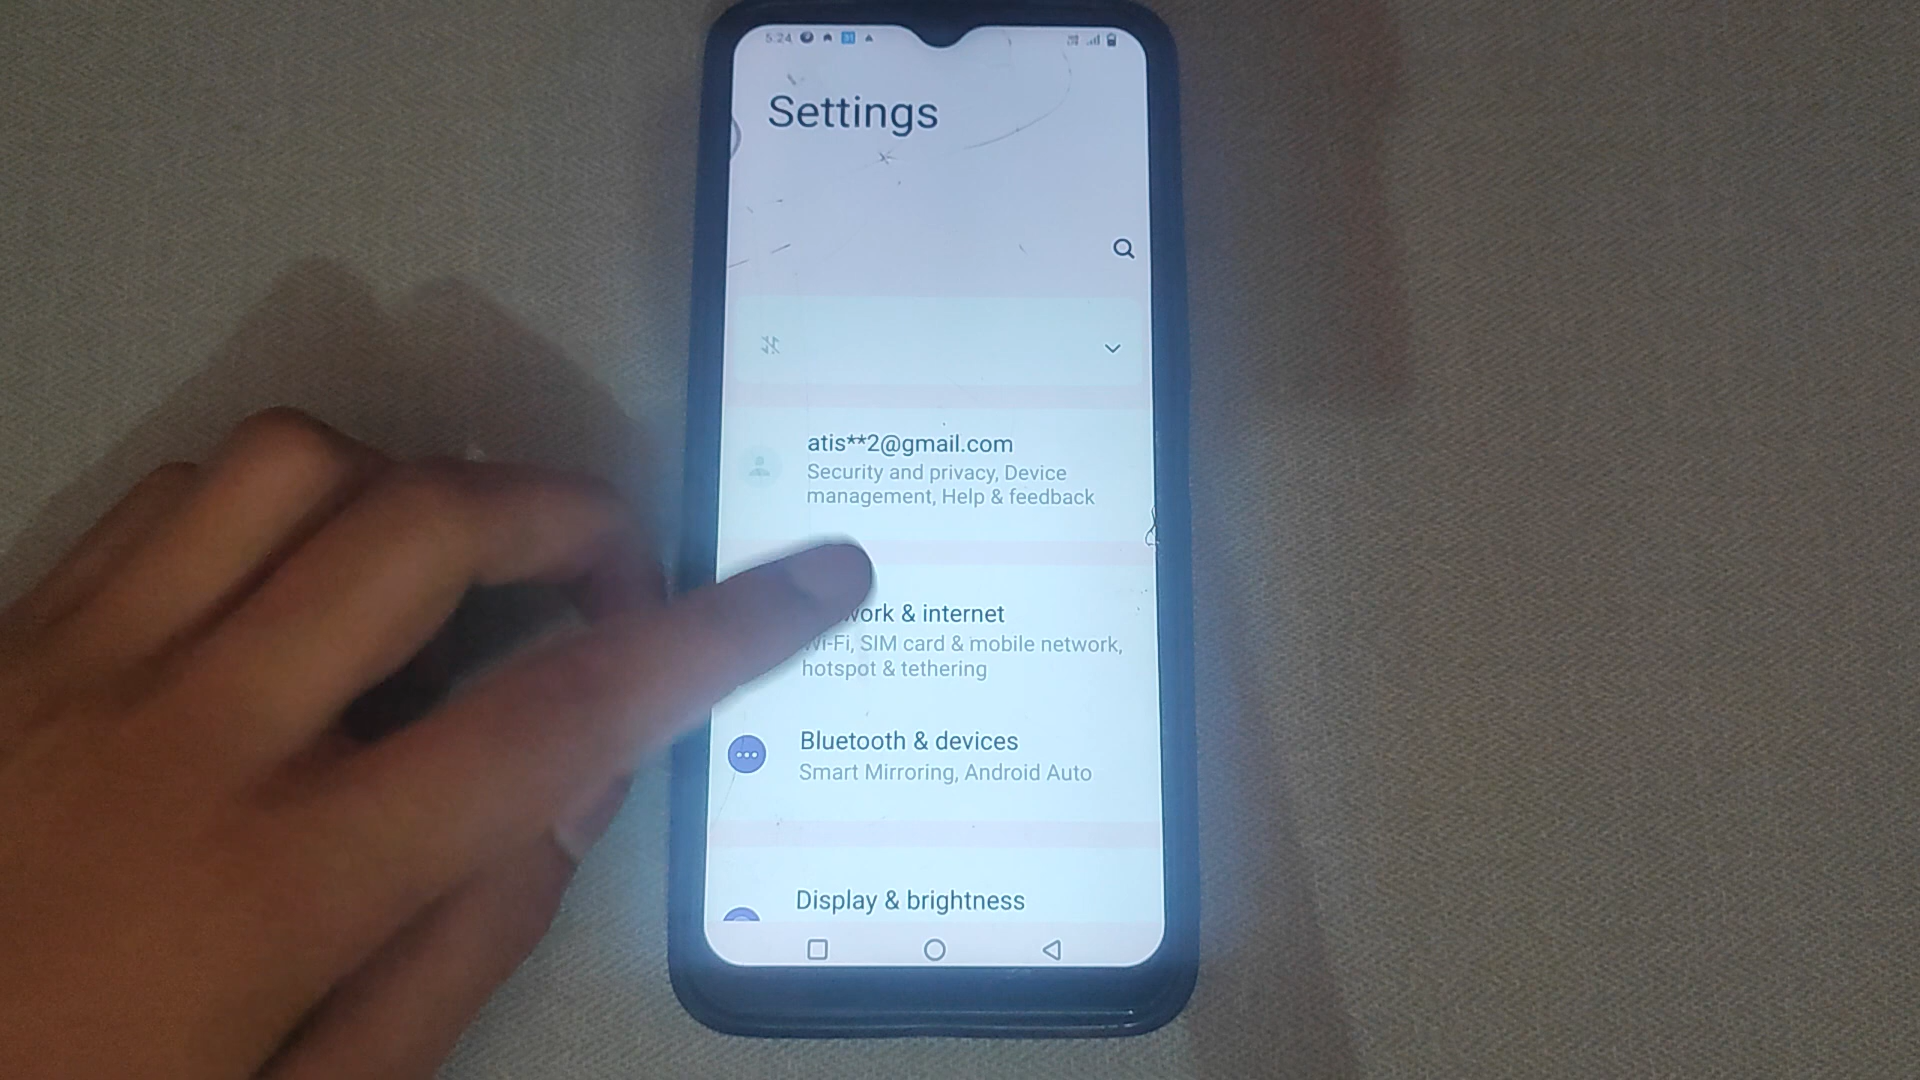 5:24
Settings
atis**2@gmail.com
Security and privacy, Device
management, Help & feedback
work & internet
Wi-Fi, SIM card & mobile network,
hotspot & tethering
Bluetooth & devices
Smart Mirroring, Android Auto
Display & brightness